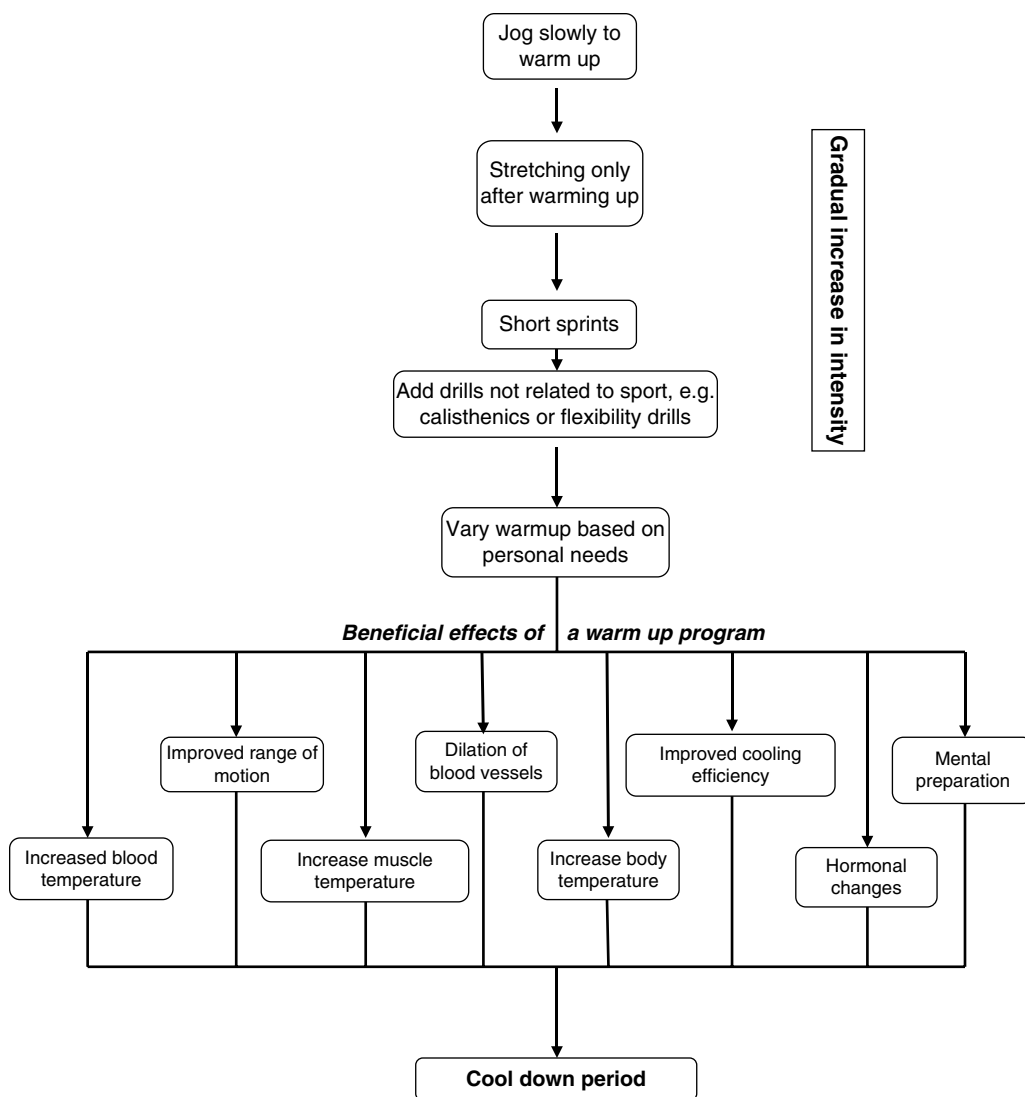 Jog slowly to
warm up
Stretching only
after warming up
Short sprints
Add drills not related to sport, e.g.
calisthenics or flexibility drills
Vary warmup based on
personal needs
Gradual increase in intensity
Beneficial effects of a warm up program
Increased blood
temperature
Improved range of
motion
Increase muscle
temperature
Dilation of
blood vessels
Increase body
temperature
Improved cooling
efficiency
Hormonal
changes
Mental
preparation
Cool down period